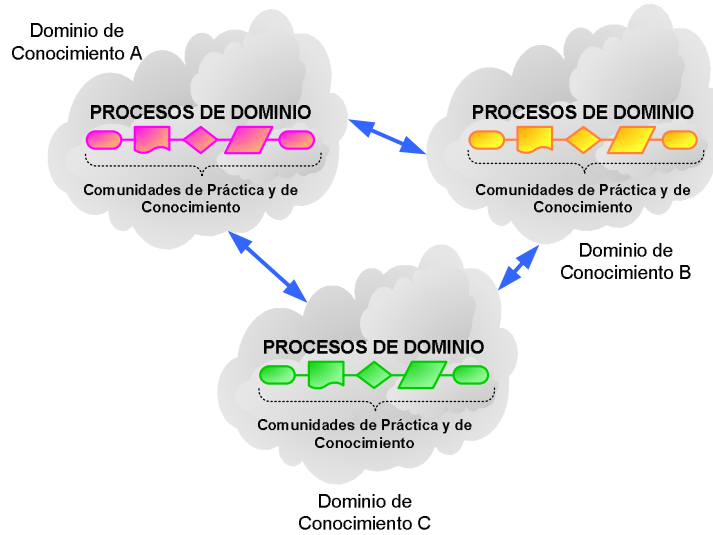 Dominio de
Conocimiento A
PROCESOS DE DOMINIO
Comunidades de Práctica y de
Conocimiento
PROCESOS DE DOMINIO
Comunidades de Práctica y de
Conocimiento
Dominio de
Conocimiento B
PROCESOS DE DOMINIO
Comunidades de Práctica y de
Conocimiento
Dominio de
Conocimiento C